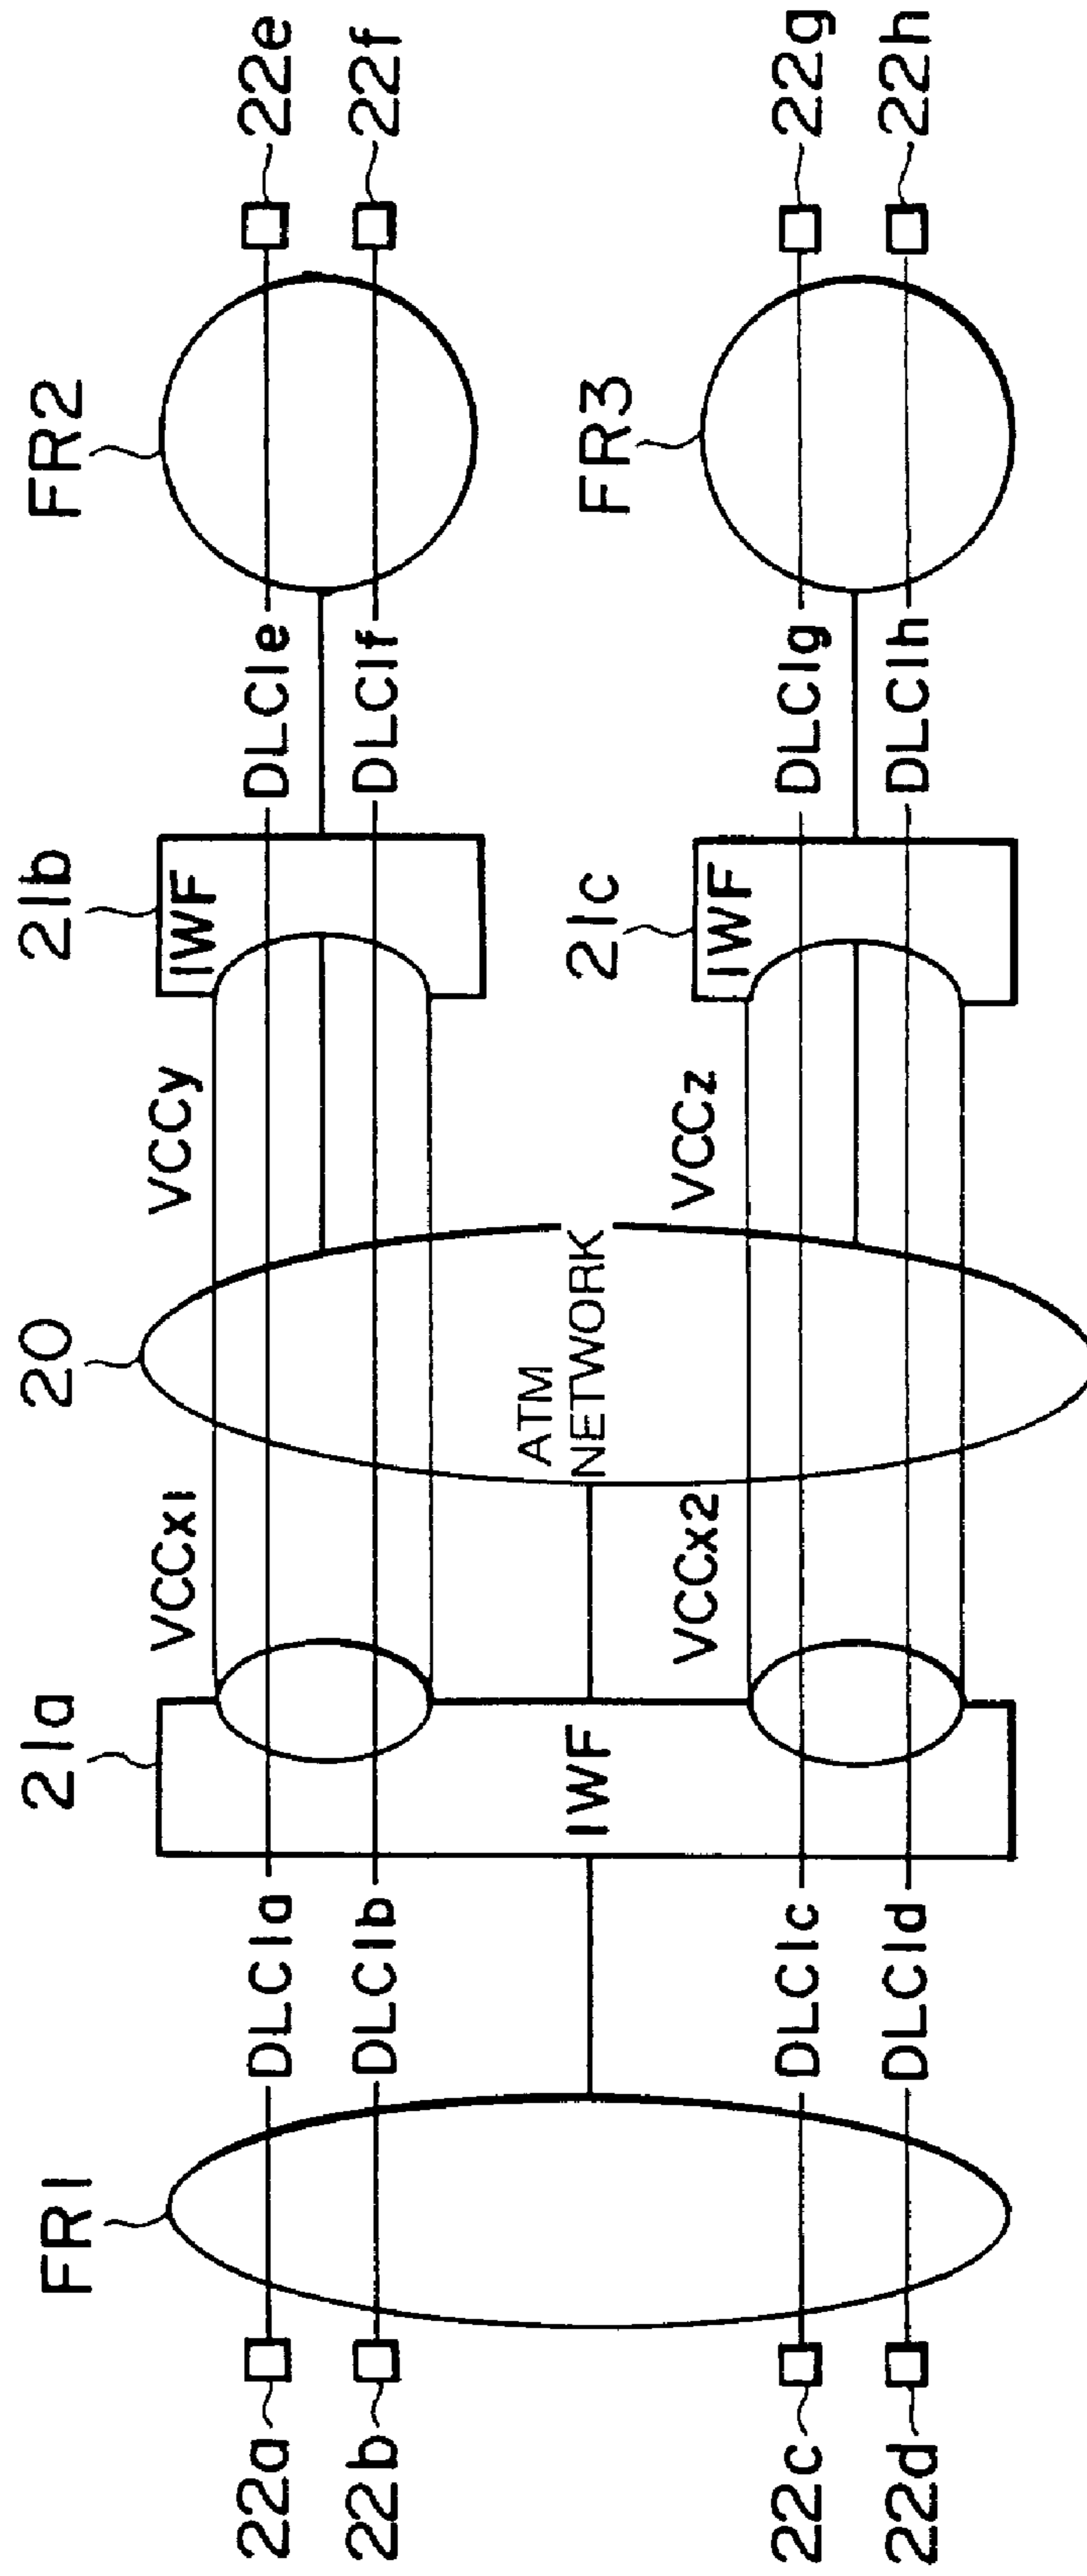 FR1
21a
20
21b
FR2
VCCx1
VCCy
IWF
22a
DLCIa
DLCIe
22e
22b
DLCIb
DLCIf
22f
IWF
ATM
NETWORK
21c
FR3
VCCx2
VCCz
IWF
22c
DLCIc
DLCIg
22g
22d
DLCId
DLCIh
22h